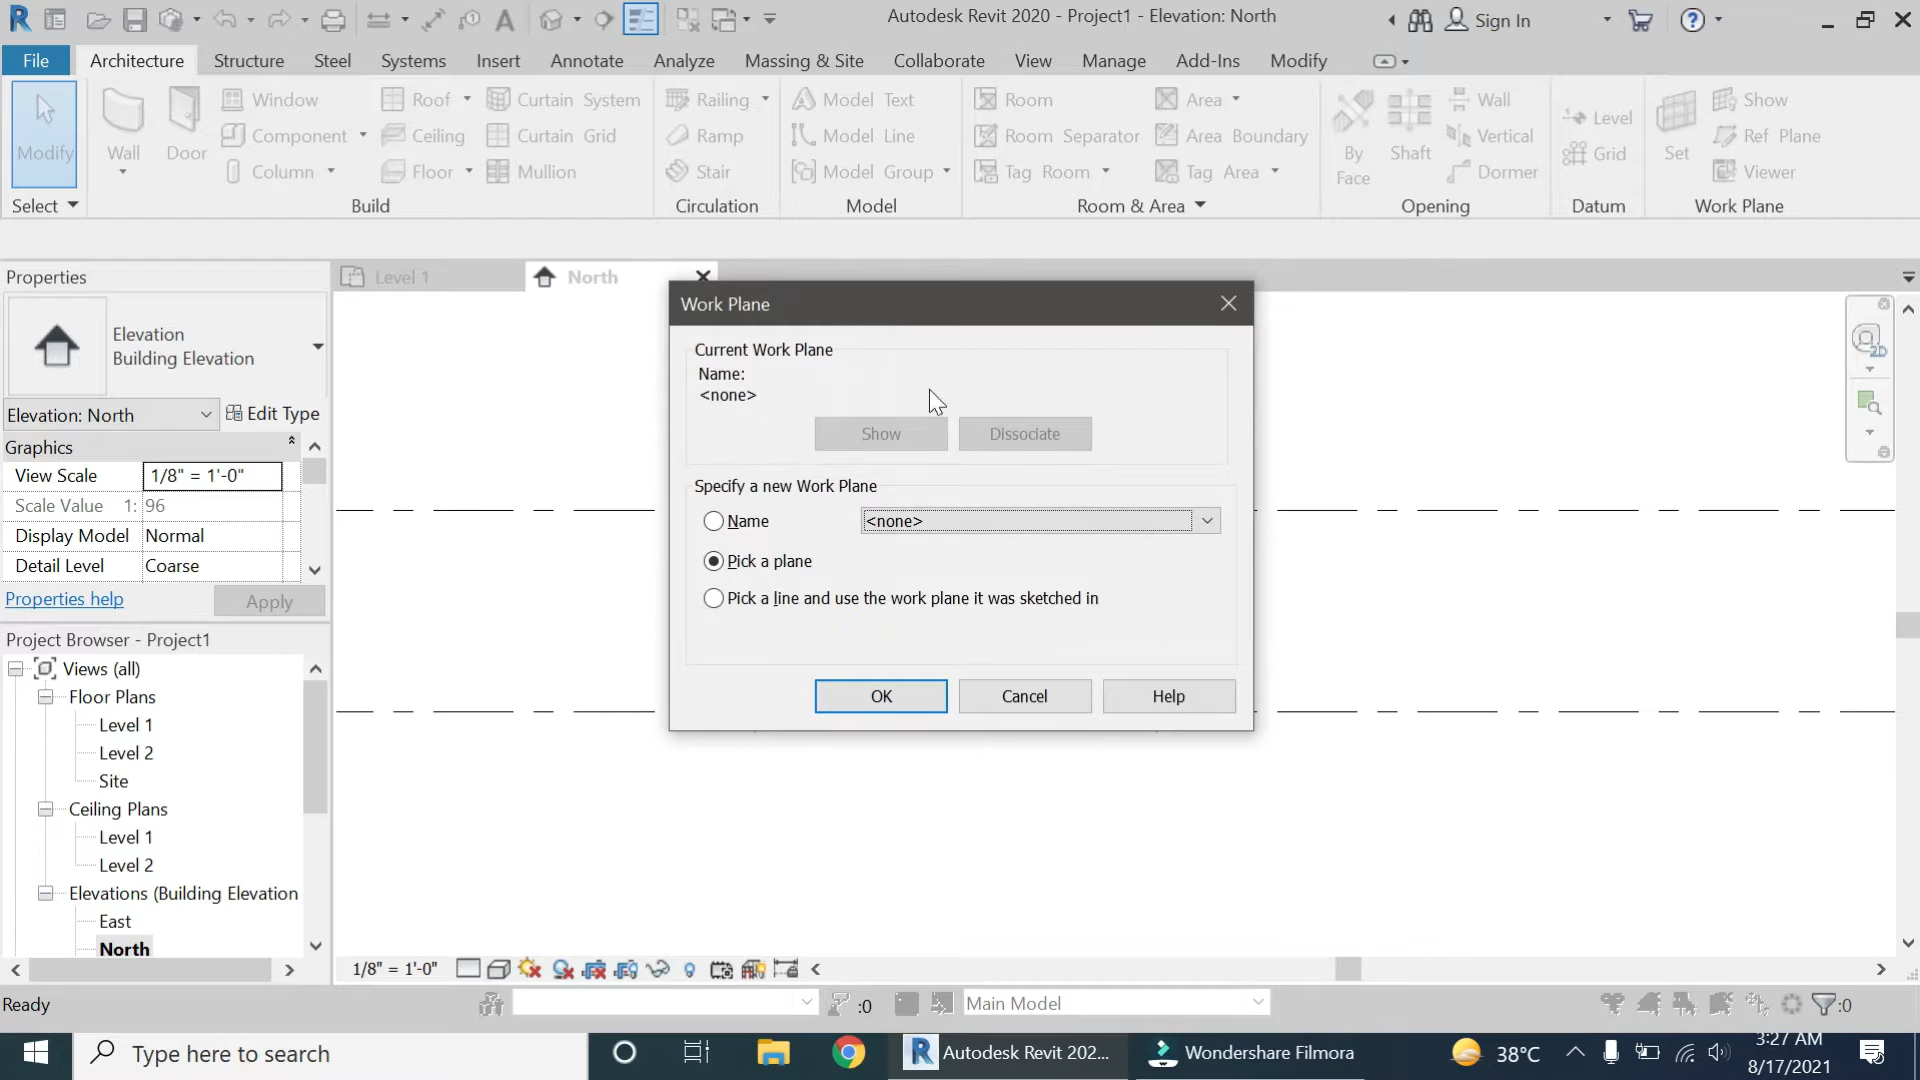 Autodesk Revit 2020 - Project1 - Elevation: North
Sign In
File
Architecture
Structure
Steel
Systems
Insert
Annotate
Analyze
Massing & Site
Collaborate
View
Manage
Add-Ins
Modify
Modify
Wall
Door
Window
Component
Column
Roof
Ceiling
Floor
Curtain System
Curtain Grid
Mullion
Railing
Ramp
Stair
Model Text
Model Line
Model Group
Room
Room Separator
Tag Room
Area
Area Boundary
Tag Area
By Face
Shaft
Wall
Vertical
Dormer
Level
Grid
Set
Show
Ref Plane
Viewer
Select
Build
Circulation
Model
Room & Area
Opening
Datum
Work Plane
Properties
Level 1
North
Elevation
Building Elevation
Elevation: North
Edit Type
Graphics
View Scale 1/8" = 1'-0"
Scale Value 1: 96
Display Model Normal
Detail Level Coarse
Properties help
Apply
Project Browser - Project1
Views (all)
Floor Plans
Level 1
Level 2
Site
Ceiling Plans
Level 1
Level 2
Elevations (Building Elevation
East
North
Work Plane
Current Work Plane
Name:
<none>
Show
Dissociate
Specify a new Work Plane
Name
<none>
Pick a plane
Pick a line and use the work plane it was sketched in
OK
Cancel
Help
2D
1/8" = 1'-0"
Ready
:0
Main Model
:0
Type here to search
Autodesk Revit 202...
Wondershare Filmora
38°C
3:27 AM
8/17/2021